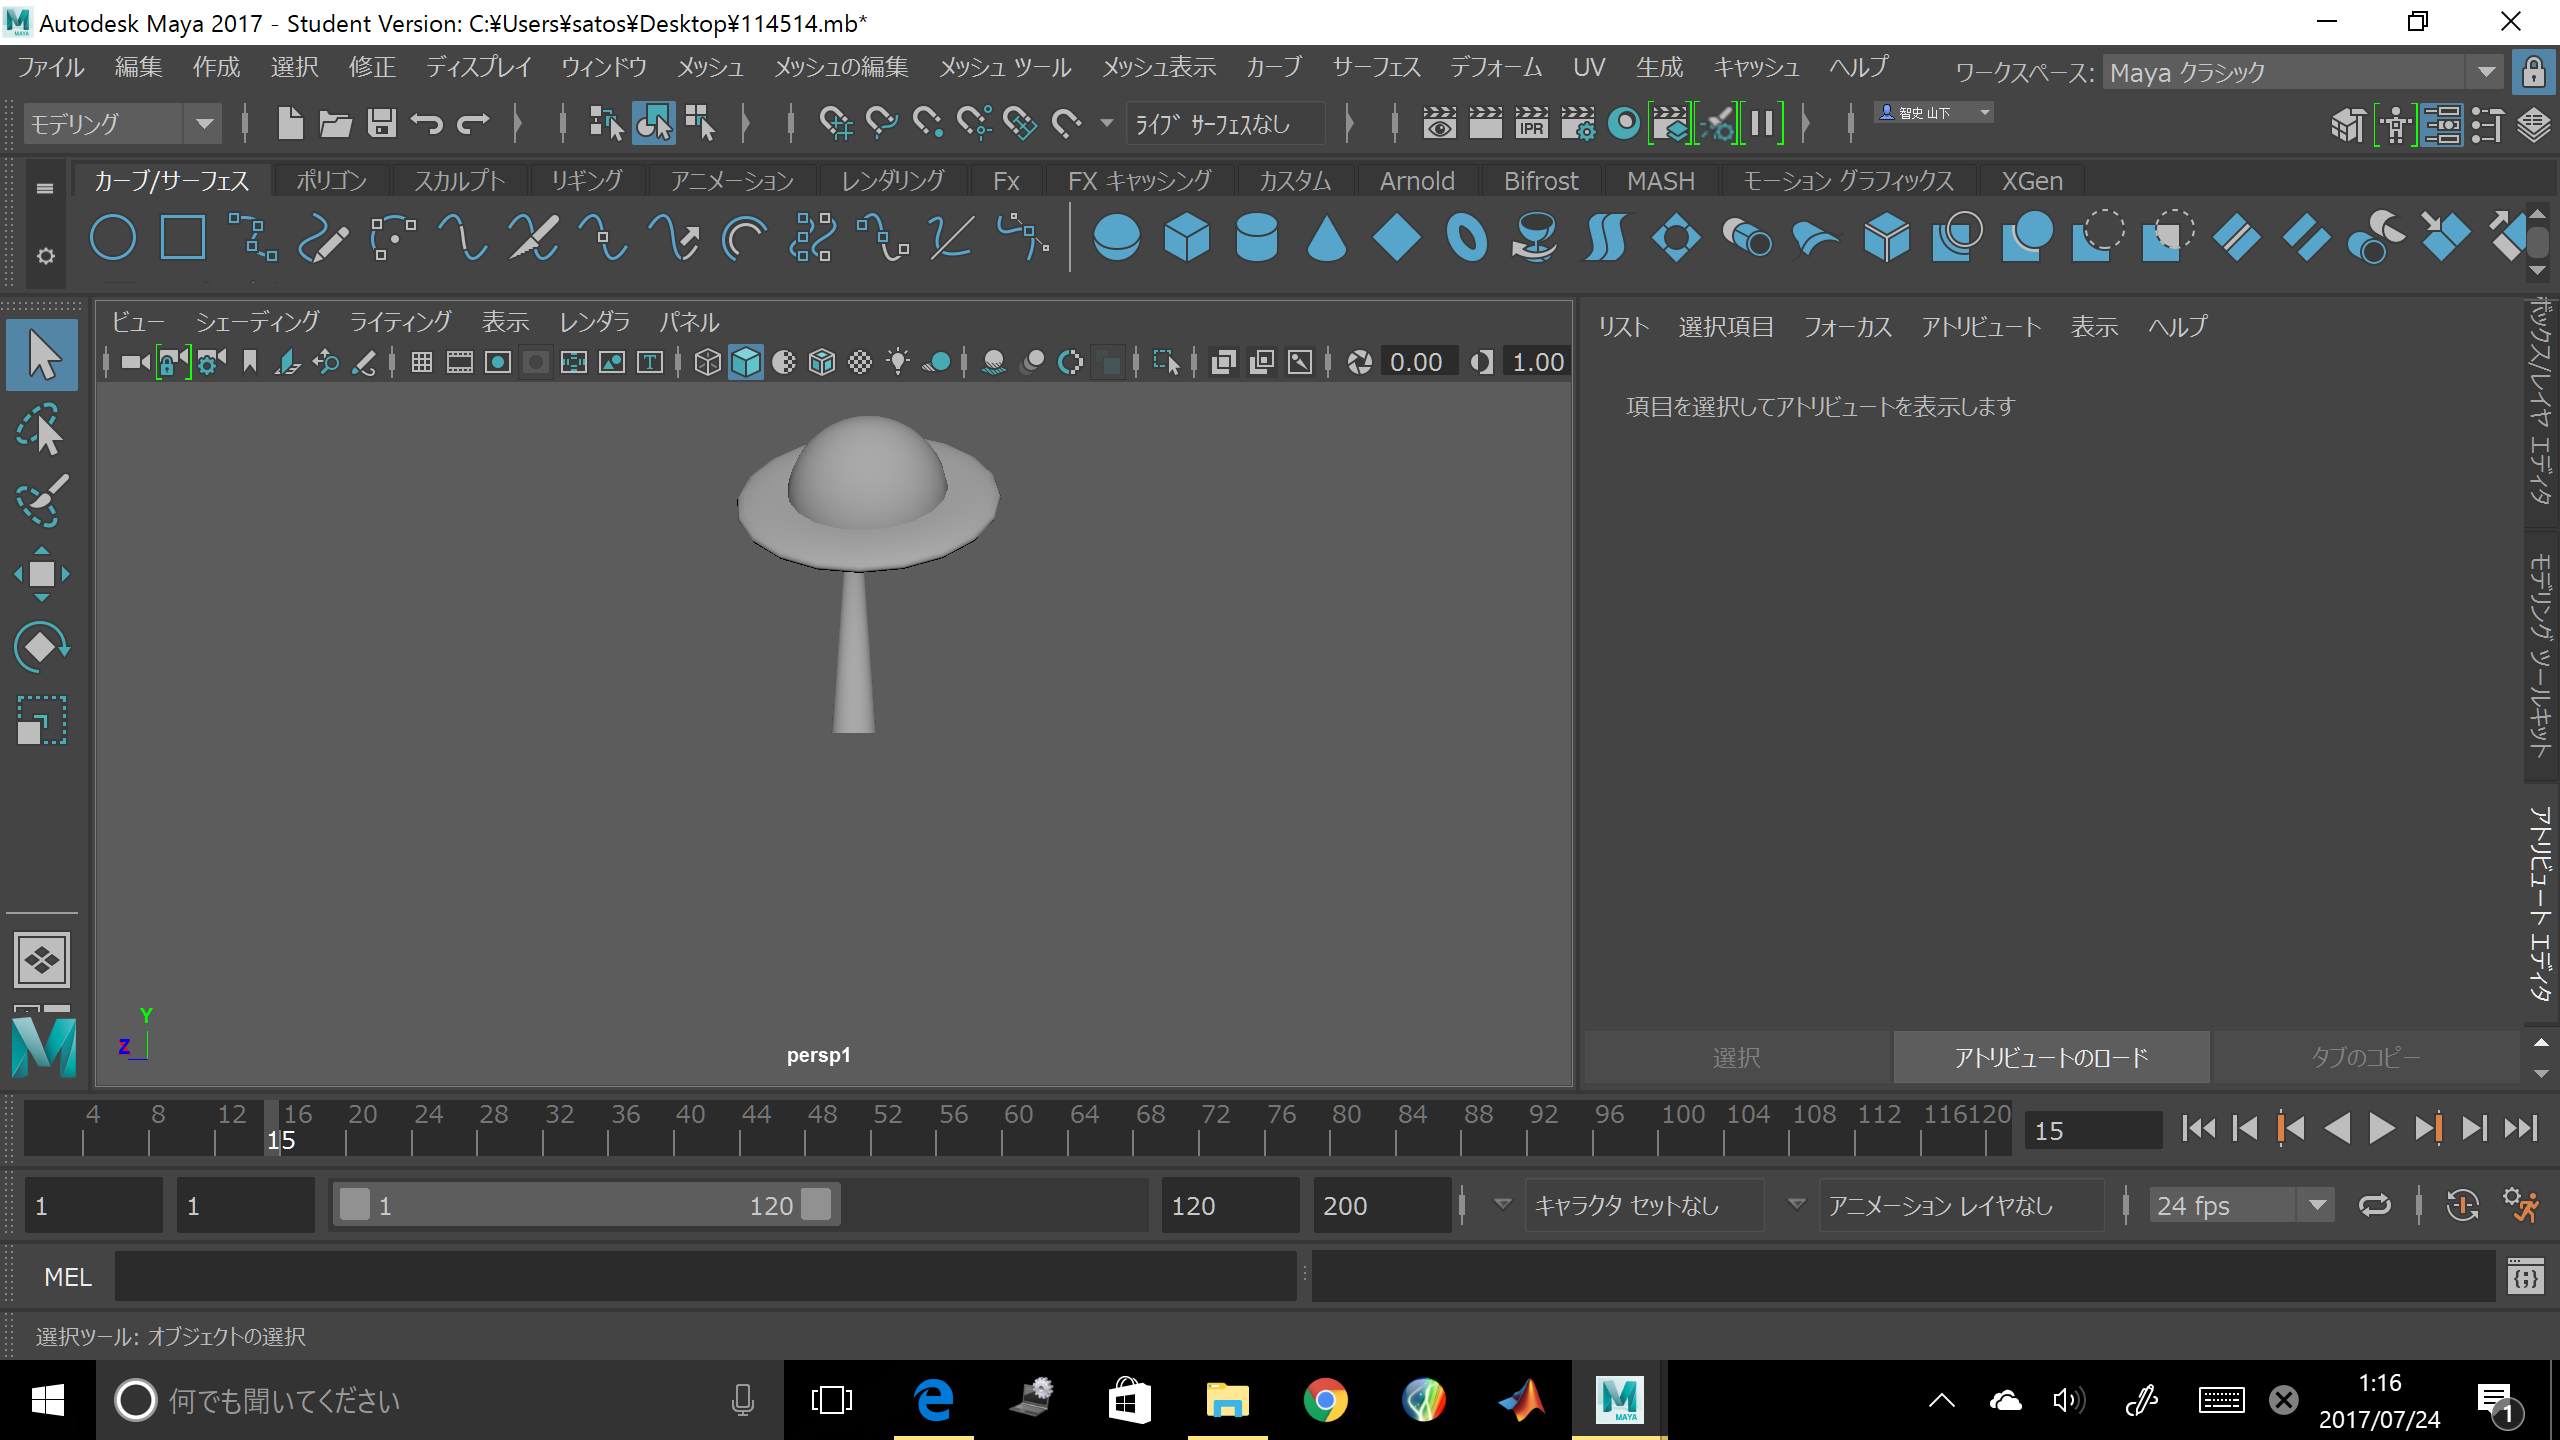 Autodesk Maya 2017 - Student Version: C:¥Users¥satos¥Desktop¥114514.mb*
ファイル 編集 作成 選択 修正 ディスプレイ ウィンドウ メッシュ メッシュの編集 メッシュ ツール メッシュ表示 カーブ サーフェス デフォーム UV 生成 キャッシュ ヘルプ ワークスペース: Maya クラシック
モデリング ライブ サーフェスなし IPR 智史 山下
カーブ/サーフェス ポリゴン スカルプト リギング アニメーション レンダリング Fx FX キャッシング カスタム Arnold Bifrost MASH モーション グラフィックス XGen
ビュー シェーディング ライティング 表示 レンダラ パネル
0.00 1.00
リスト 選択項目 フォーカス アトリビュート 表示 ヘルプ
項目を選択してアトリビュートを表示します
ボックス/レイヤ エディタ
モデリング ツールキット
アトリビュート エディタ
Y
Z
persp1
選択 アトリビュートのロード タブのコピー
4 8 12 16 20 24 28 32 36 40 44 48 52 56 60 64 68 72 76 80 84 88 92 96 100 104 108 112 116 120
15 15
1 1 1 120 120 200 キャラクタ セットなし アニメーション レイヤなし 24 fps
MEL
選択ツール: オブジェクトの選択
何でも聞いてください
MAYA
1:16
2017/07/24
1